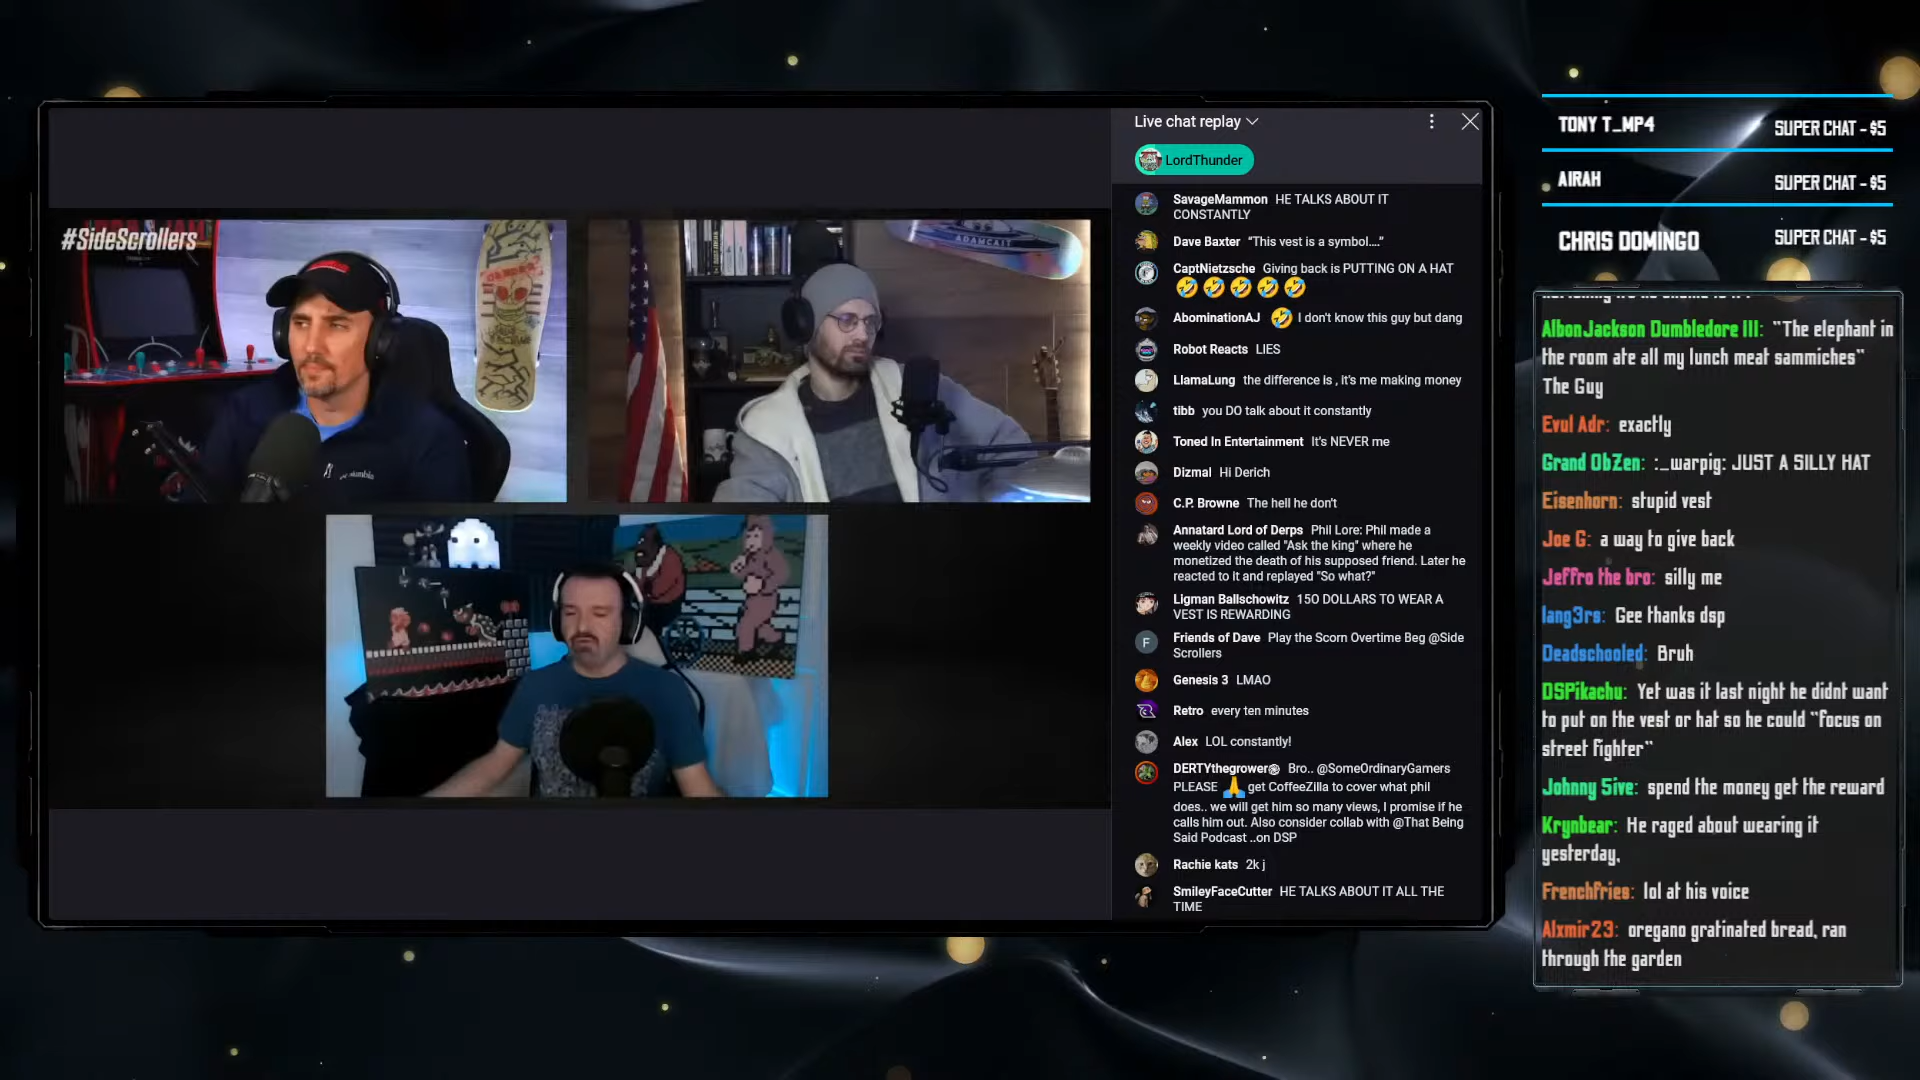 #SideScrollers
ADAMCAIT
Live chat replay
LordThunder
SavageMammon HE TALKS ABOUT IT
CONSTANTLY
Dave Baxter “This vest is a symbol....”
CaptNietzsche Giving back is PUTTING ON A HAT
🤣🤣🤣🤣🤣
AbominationAJ 🤣 I don't know this guy but dang
Robot Reacts LIES
LlamaLung the difference is , it's me making money
tibb you DO talk about it constantly
Toned In Entertainment It's NEVER me
Dizmal Hi Derich
C.P. Browne The hell he don't
Annatard Lord of Derps Phil Lore: Phil made a
weekly video called "Ask the king" where he
monetized the death of his supposed friend. Later he
reacted to it and replayed "So what?"
Ligman Ballschowitz 150 DOLLARS TO WEAR A
VEST IS REWARDING
F Friends of Dave Play the Scorn Overtime Beg @Side
Scrollers
Genesis 3 LMAO
Retro every ten minutes
Alex LOL constantly!
DERTYthegrower Bro.. @SomeOrdinaryGamers
PLEASE 🙏 get CoffeeZilla to cover what phil
does.. we will get him so many views, I promise if he
calls him out. Also consider collab with @That Being
Said Podcast ..on DSP
Rachie kats 2k j
SmileyFaceCutter HE TALKS ABOUT IT ALL THE
TIME
TONY T_MP4 SUPER CHAT - $5
AIRAH SUPER CHAT - $5
CHRIS DOMINGO SUPER CHAT - $5
AlbonJackson Dumbledore III: "The elephant in
the room ate all my lunch meat sammiches"
The Guy
Evul Adr: exactly
Grand ObZen: :_warpig: JUST A SILLY HAT
Eisenhorn: stupid vest
Joe G: a way to give back
Jeffro the bro: silly me
lang3rs: Gee thanks dsp
Deadschooled: Bruh
DSPikachu: Yet was it last night he didnt want
to put on the vest or hat so he could "focus on
street fighter"
Johnny 5ive: spend the money get the reward
Krynbear: He raged about wearing it
yesterday,
Frenchfries: lol at his voice
Alxmir23: oregano gratinated bread, ran
through the garden